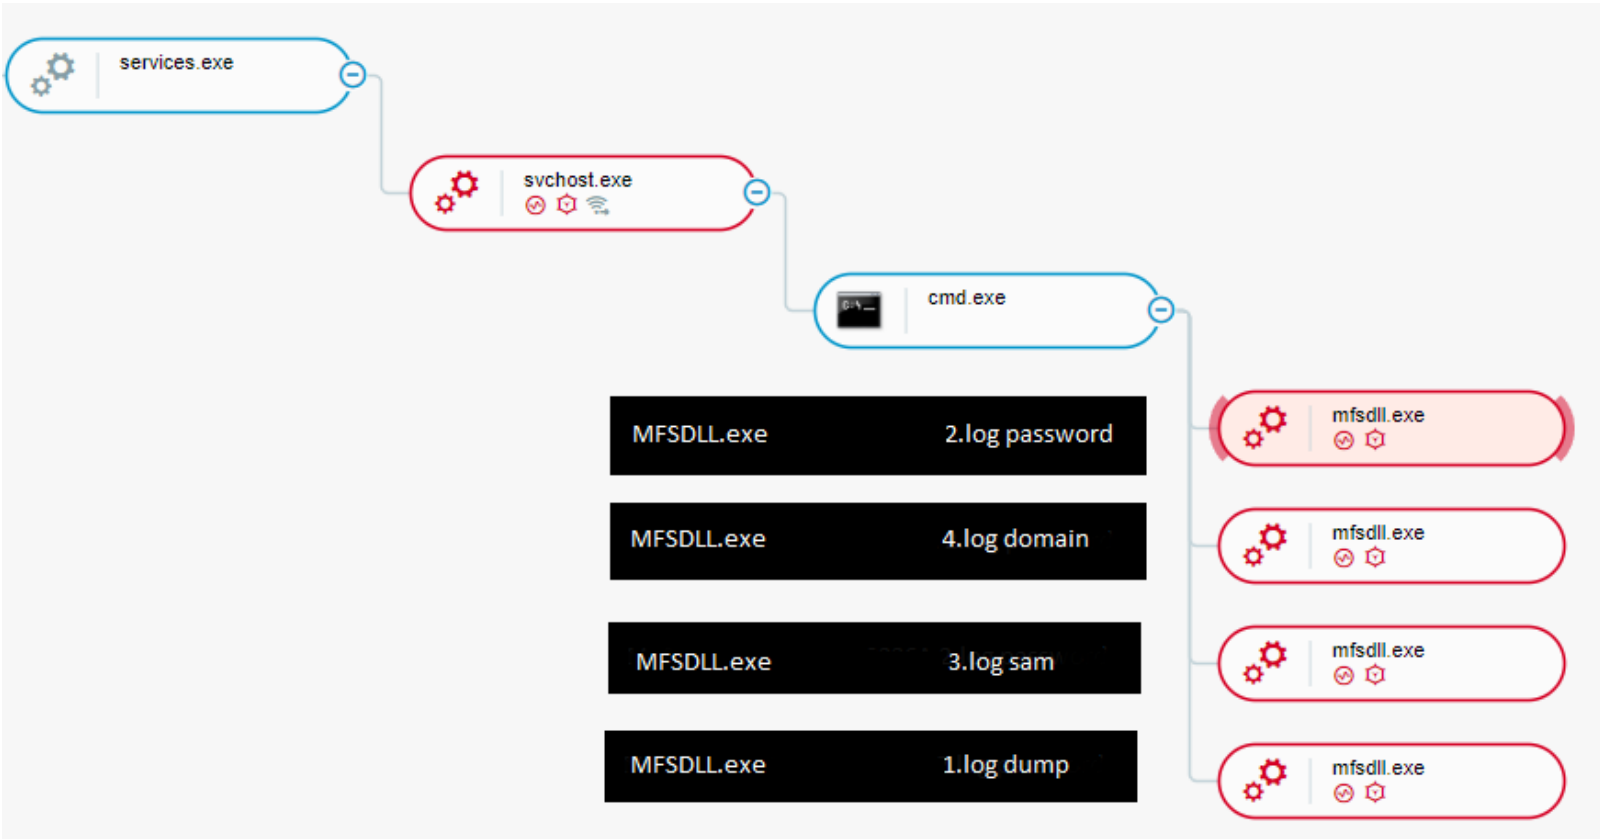 services.exe
svchost.exe
cmd.exe
MFSDLL.exe 2.log password
mfsdll.exe
MFSDLL.exe 4.log domain
mfsdll.exe
MFSDLL.exe 3.log sam
mfsdll.exe
MFSDLL.exe 1.log dump
mfsdll.exe